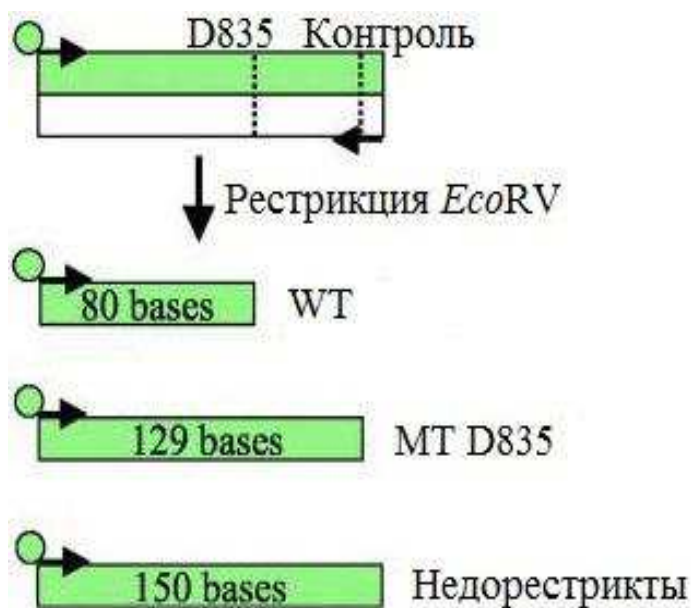 D835 Контроль
Рестрикция EcoRV
80 bases WT
129 bases MT D835
150 bases Недорестрикты